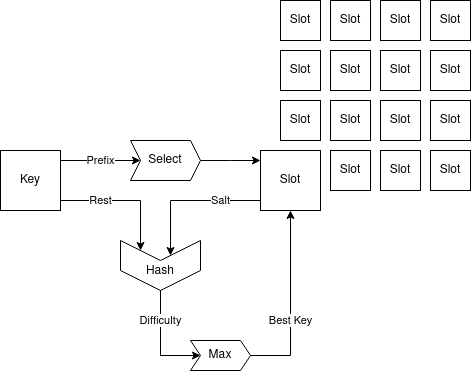 Slot Slot Slot Slot
Slot Slot Slot Slot
Slot Slot Slot Slot
Key Prefix Select Slot Slot Slot Slot
Rest Salt
Hash
Difficulty Best Key
Max